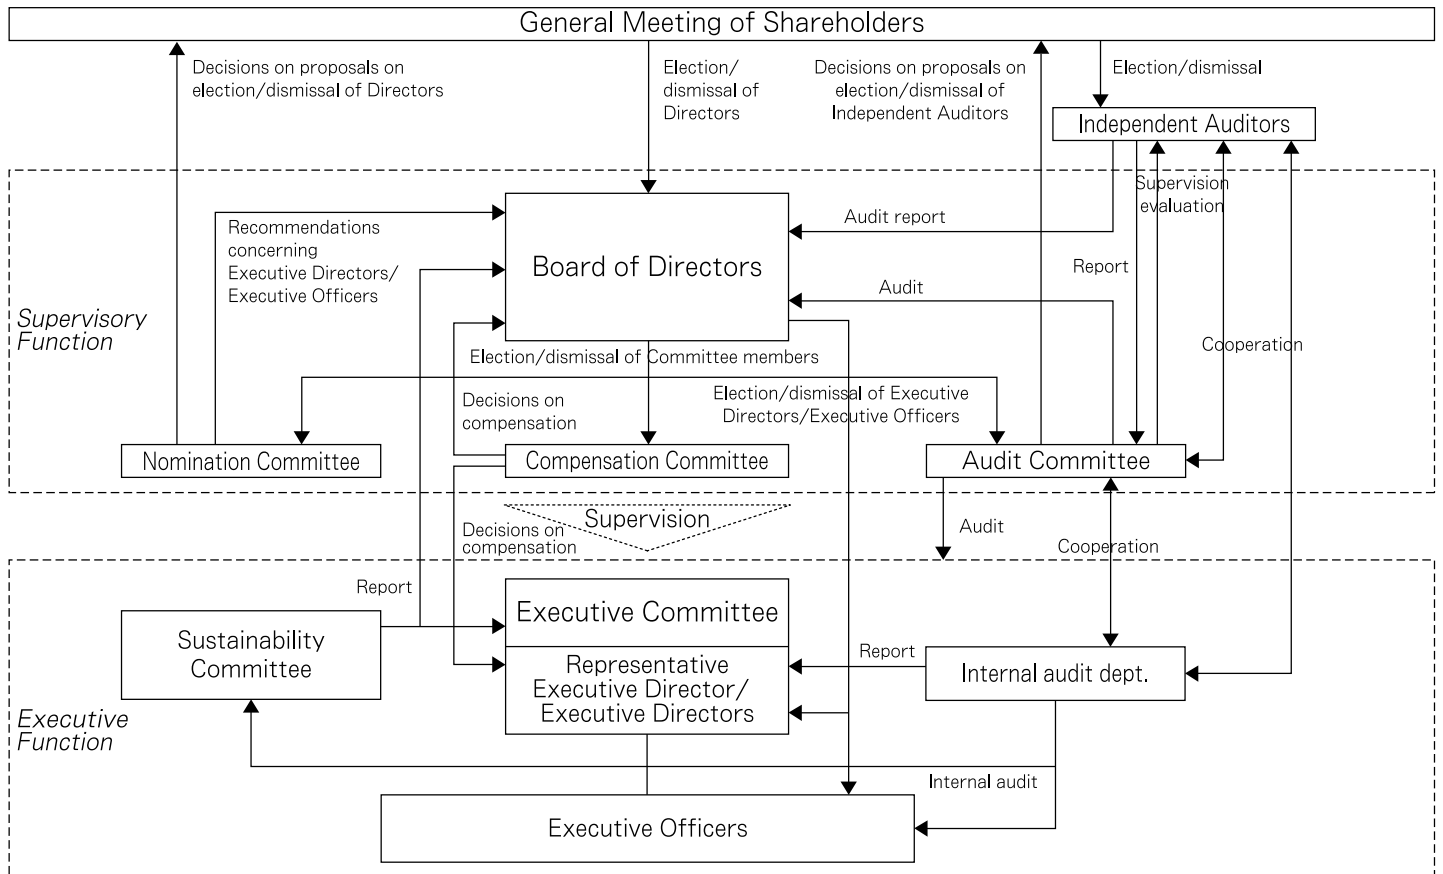 General Meeting of Shareholders
Decisions on proposals on
election/dismissal of Directors
Election/
dismissal of
Directors
Decisions on proposals on
election/dismissal of
Independent Auditors
Election/dismissal
Independent Auditors
Supervision
evaluation
Recommendations
concerning
Executive Directors/
Executive Officers
Audit report
Board of Directors
Report
Audit
Supervisory
Function
Cooperation
Election/dismissal of Committee members
Election/dismissal of Executive
Directors/Executive Officers
Decisions on
compensation
Nomination Committee
Compensation Committee
Audit Committee
Supervision
Decisions on
compensation
Audit
Cooperation
Report
Executive Committee
Sustainability
Committee
Representative
Executive Director/
Executive Directors
Report
Internal audit dept.
Executive
Function
Internal audit
Executive Officers